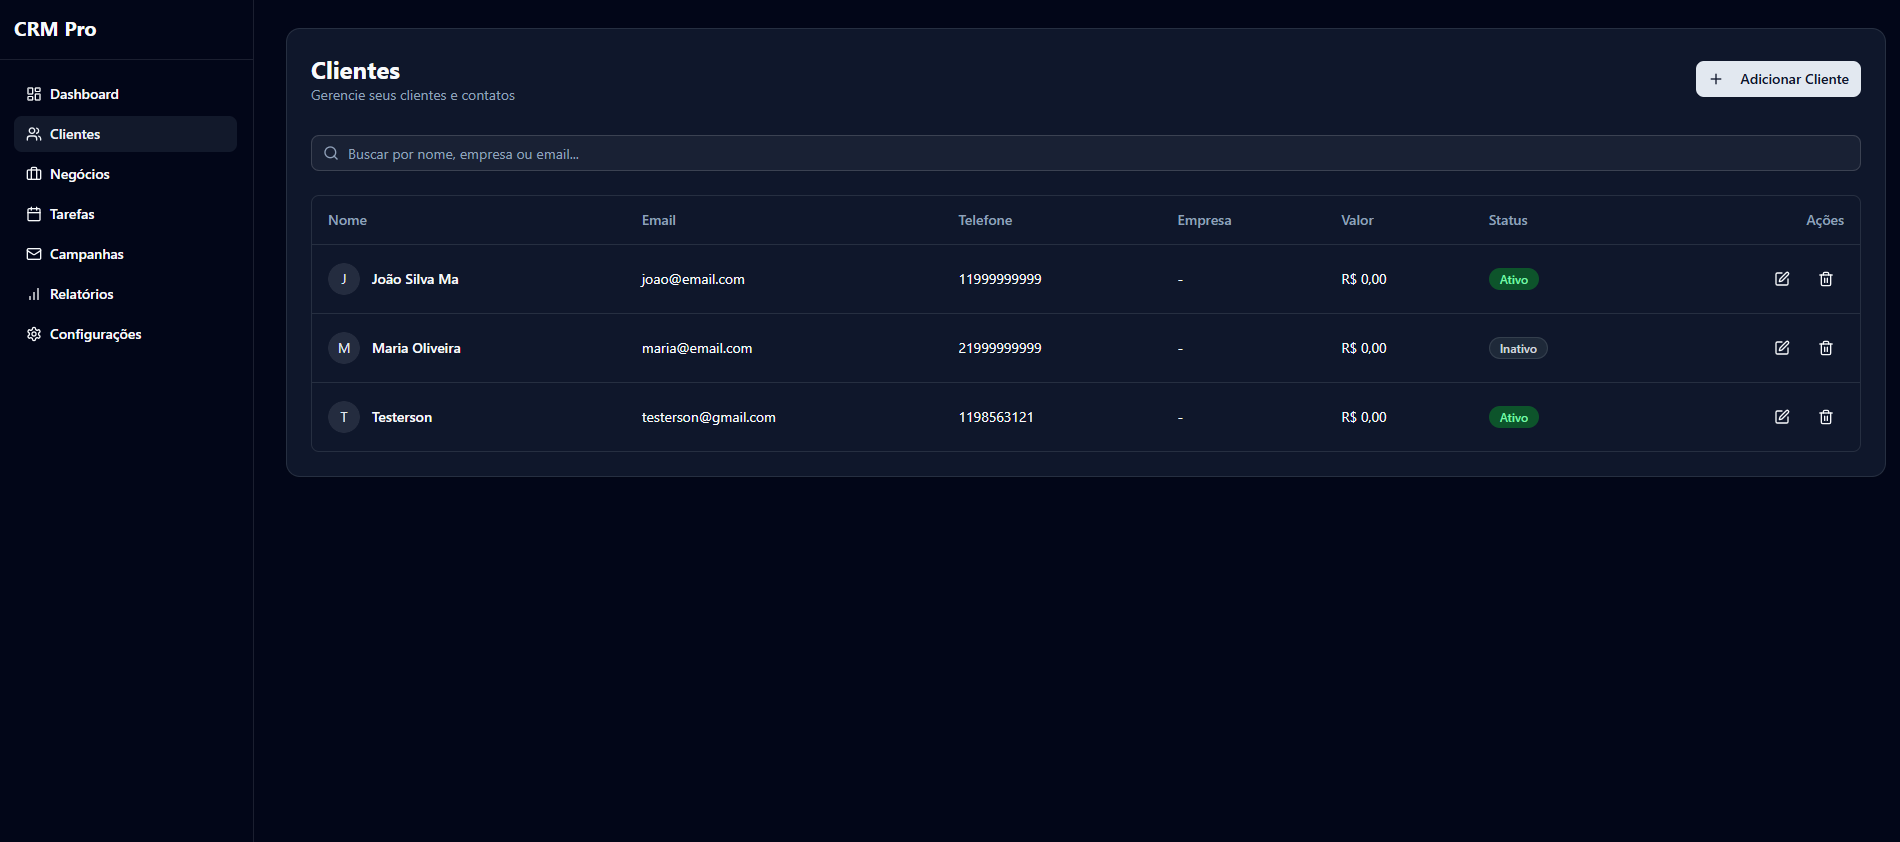 CRM Pro
Dashboard
Clientes
Negócios
Tarefas
Campanhas
Relatórios
Configurações
Clientes
Gerencie seus clientes e contatos
Adicionar Cliente
Buscar por nome, empresa ou email...
Nome Email Telefone Empresa Valor Status Ações
J João Silva Ma joao@email.com 11999999999 - R$ 0,00 Ativo
M Maria Oliveira maria@email.com 21999999999 - R$ 0,00 Inativo
T Testerson testerson@gmail.com 1198563121 - R$ 0,00 Ativo